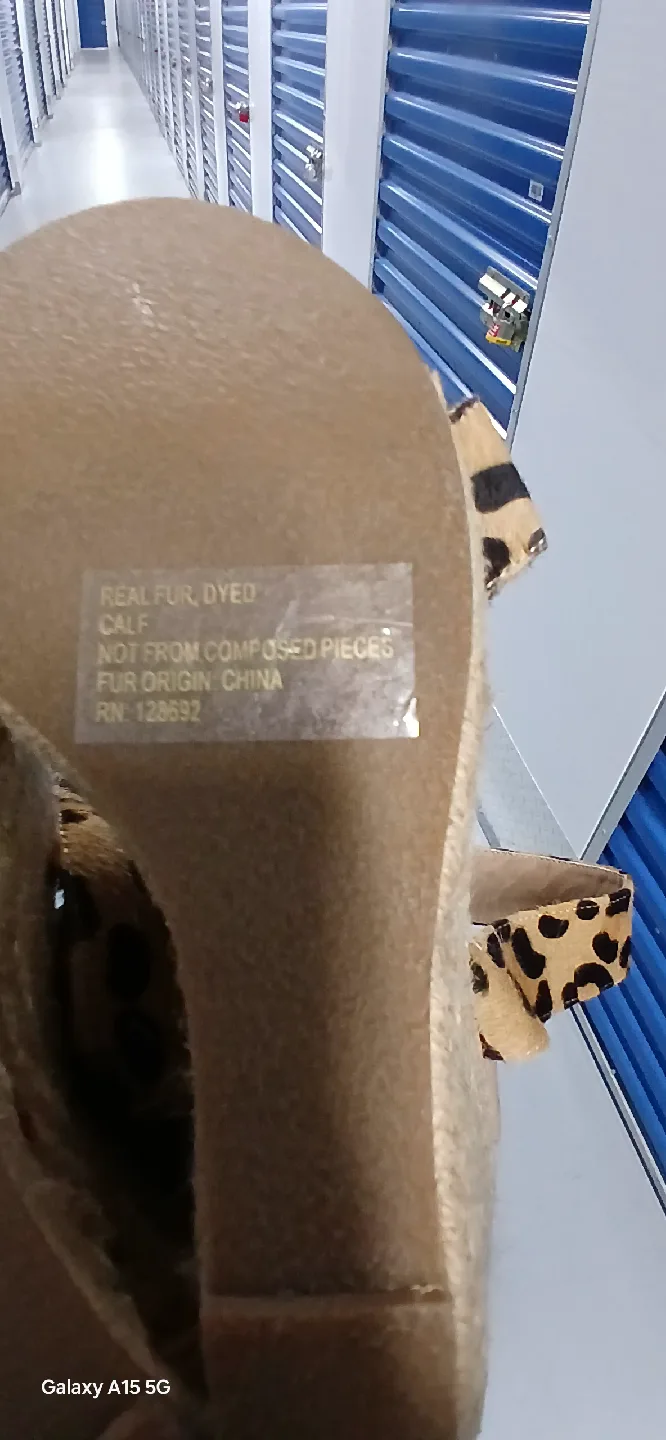 REAL FUR, DYED
CALF
NOT FROM COMPOSED PIECES
FUR ORIGIN: CHINA
RN: 128692
Galaxy A15 5G